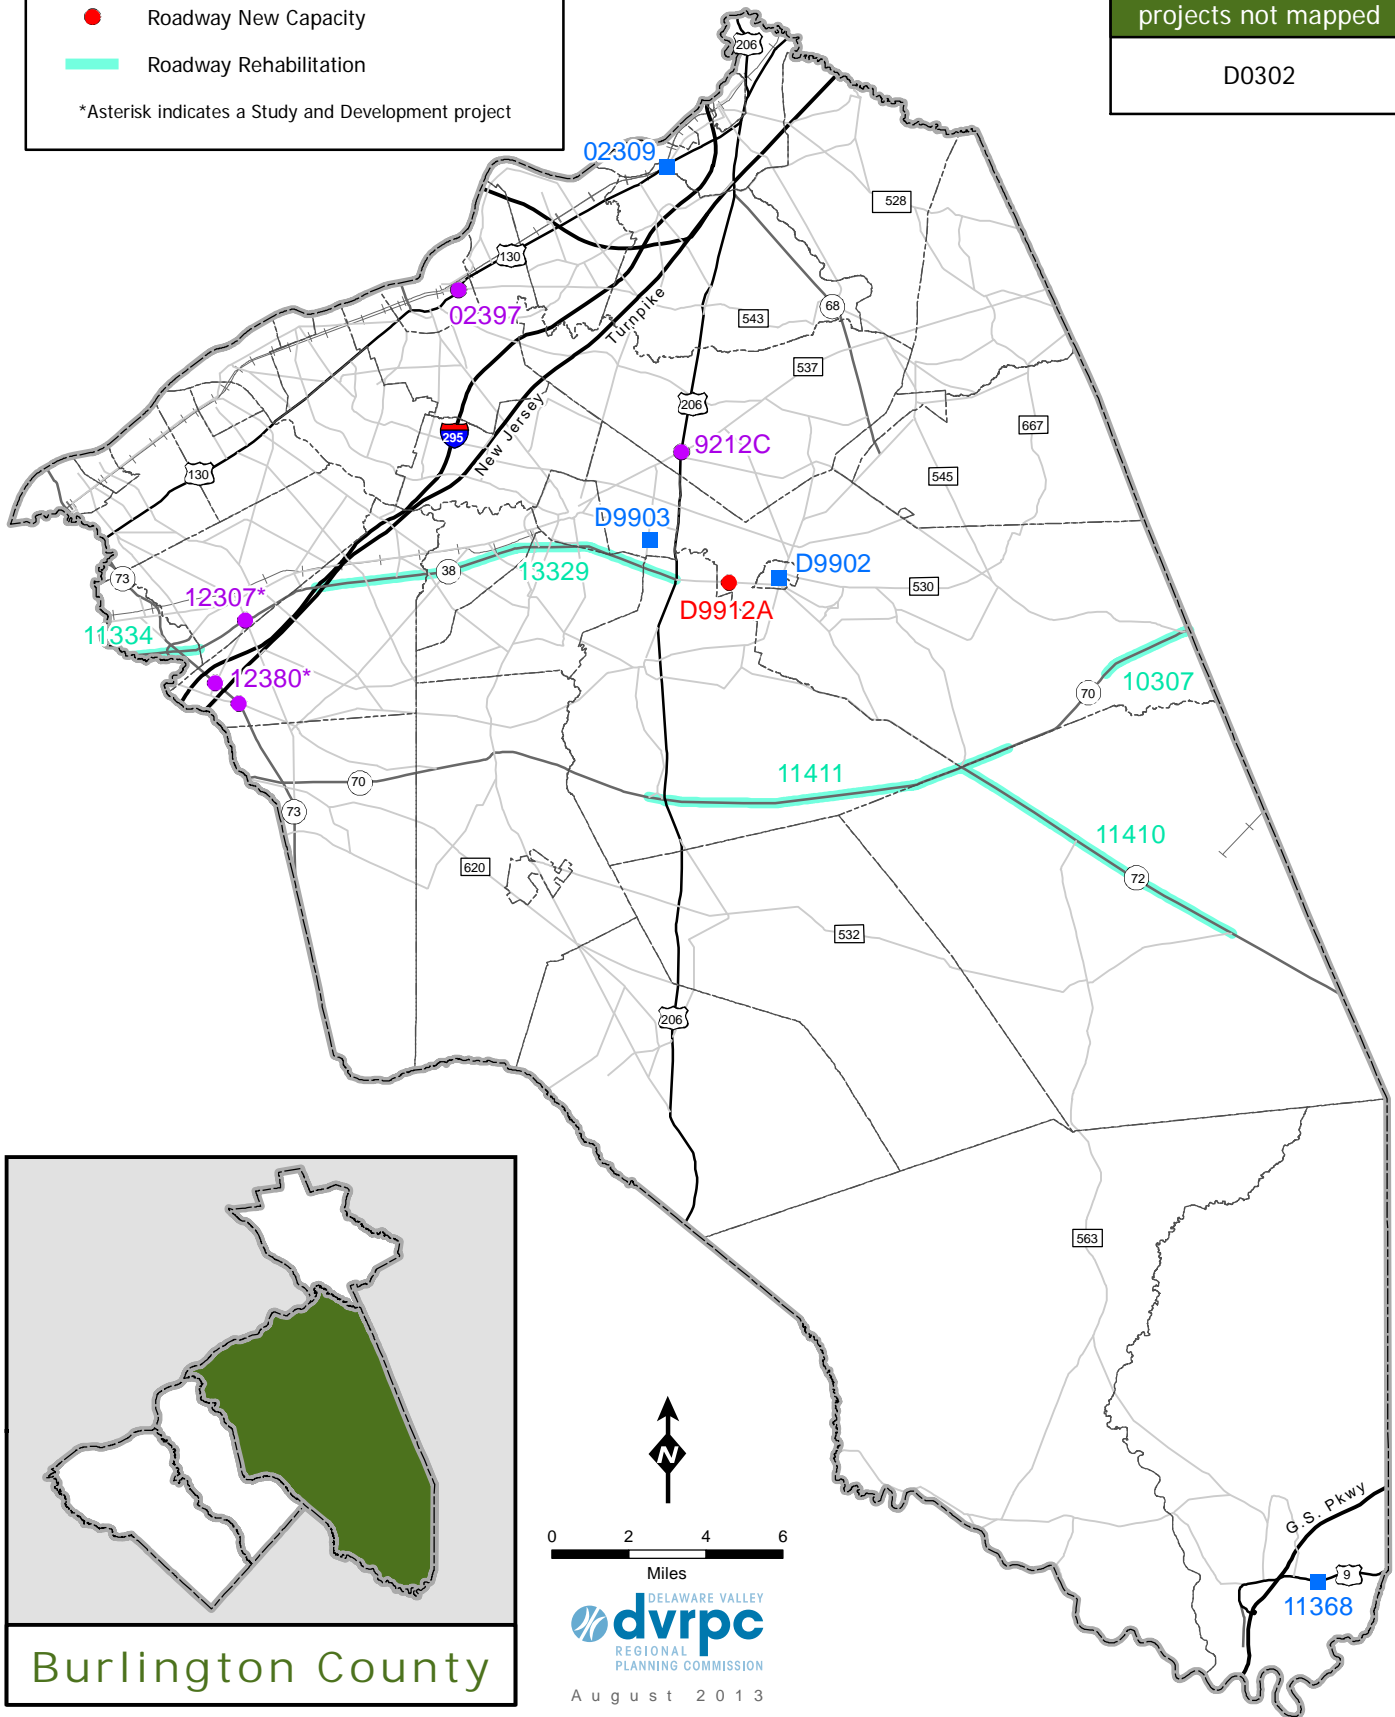 Roadway New Capacity
Roadway Rehabilitation
*Asterisk indicates a Study and Development project
projects not mapped
D0302
206
02309
528
130
02397
68
543
Turnpike
537
206
New Jersey
667
295
9212C
130
545
D9903
D9902
73
38
13329
530
12307*
D9912A
11334
12380*
10307
70
11411
70
73
11410
620
72
532
206
563
G.S. Pkwy
9
11368
N
0 2 4 6
Miles
DELAWARE VALLEY
dvrpc
REGIONAL
PLANNING COMMISSION
August 2013
Burlington County